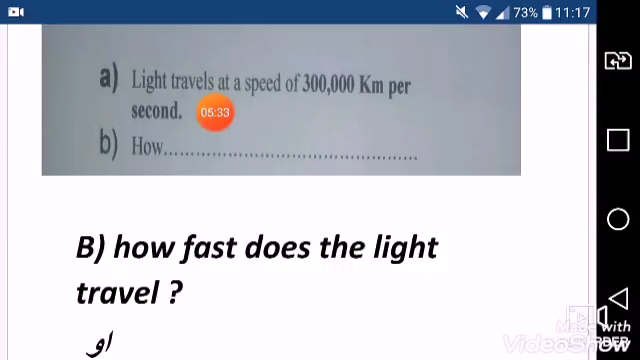 73% 11:17
a) Light travels at a speed of 300,000 Km per
second.
05:33
b) How......................................................
B) how fast does the light
travel ?
او
Made with
VideoShow